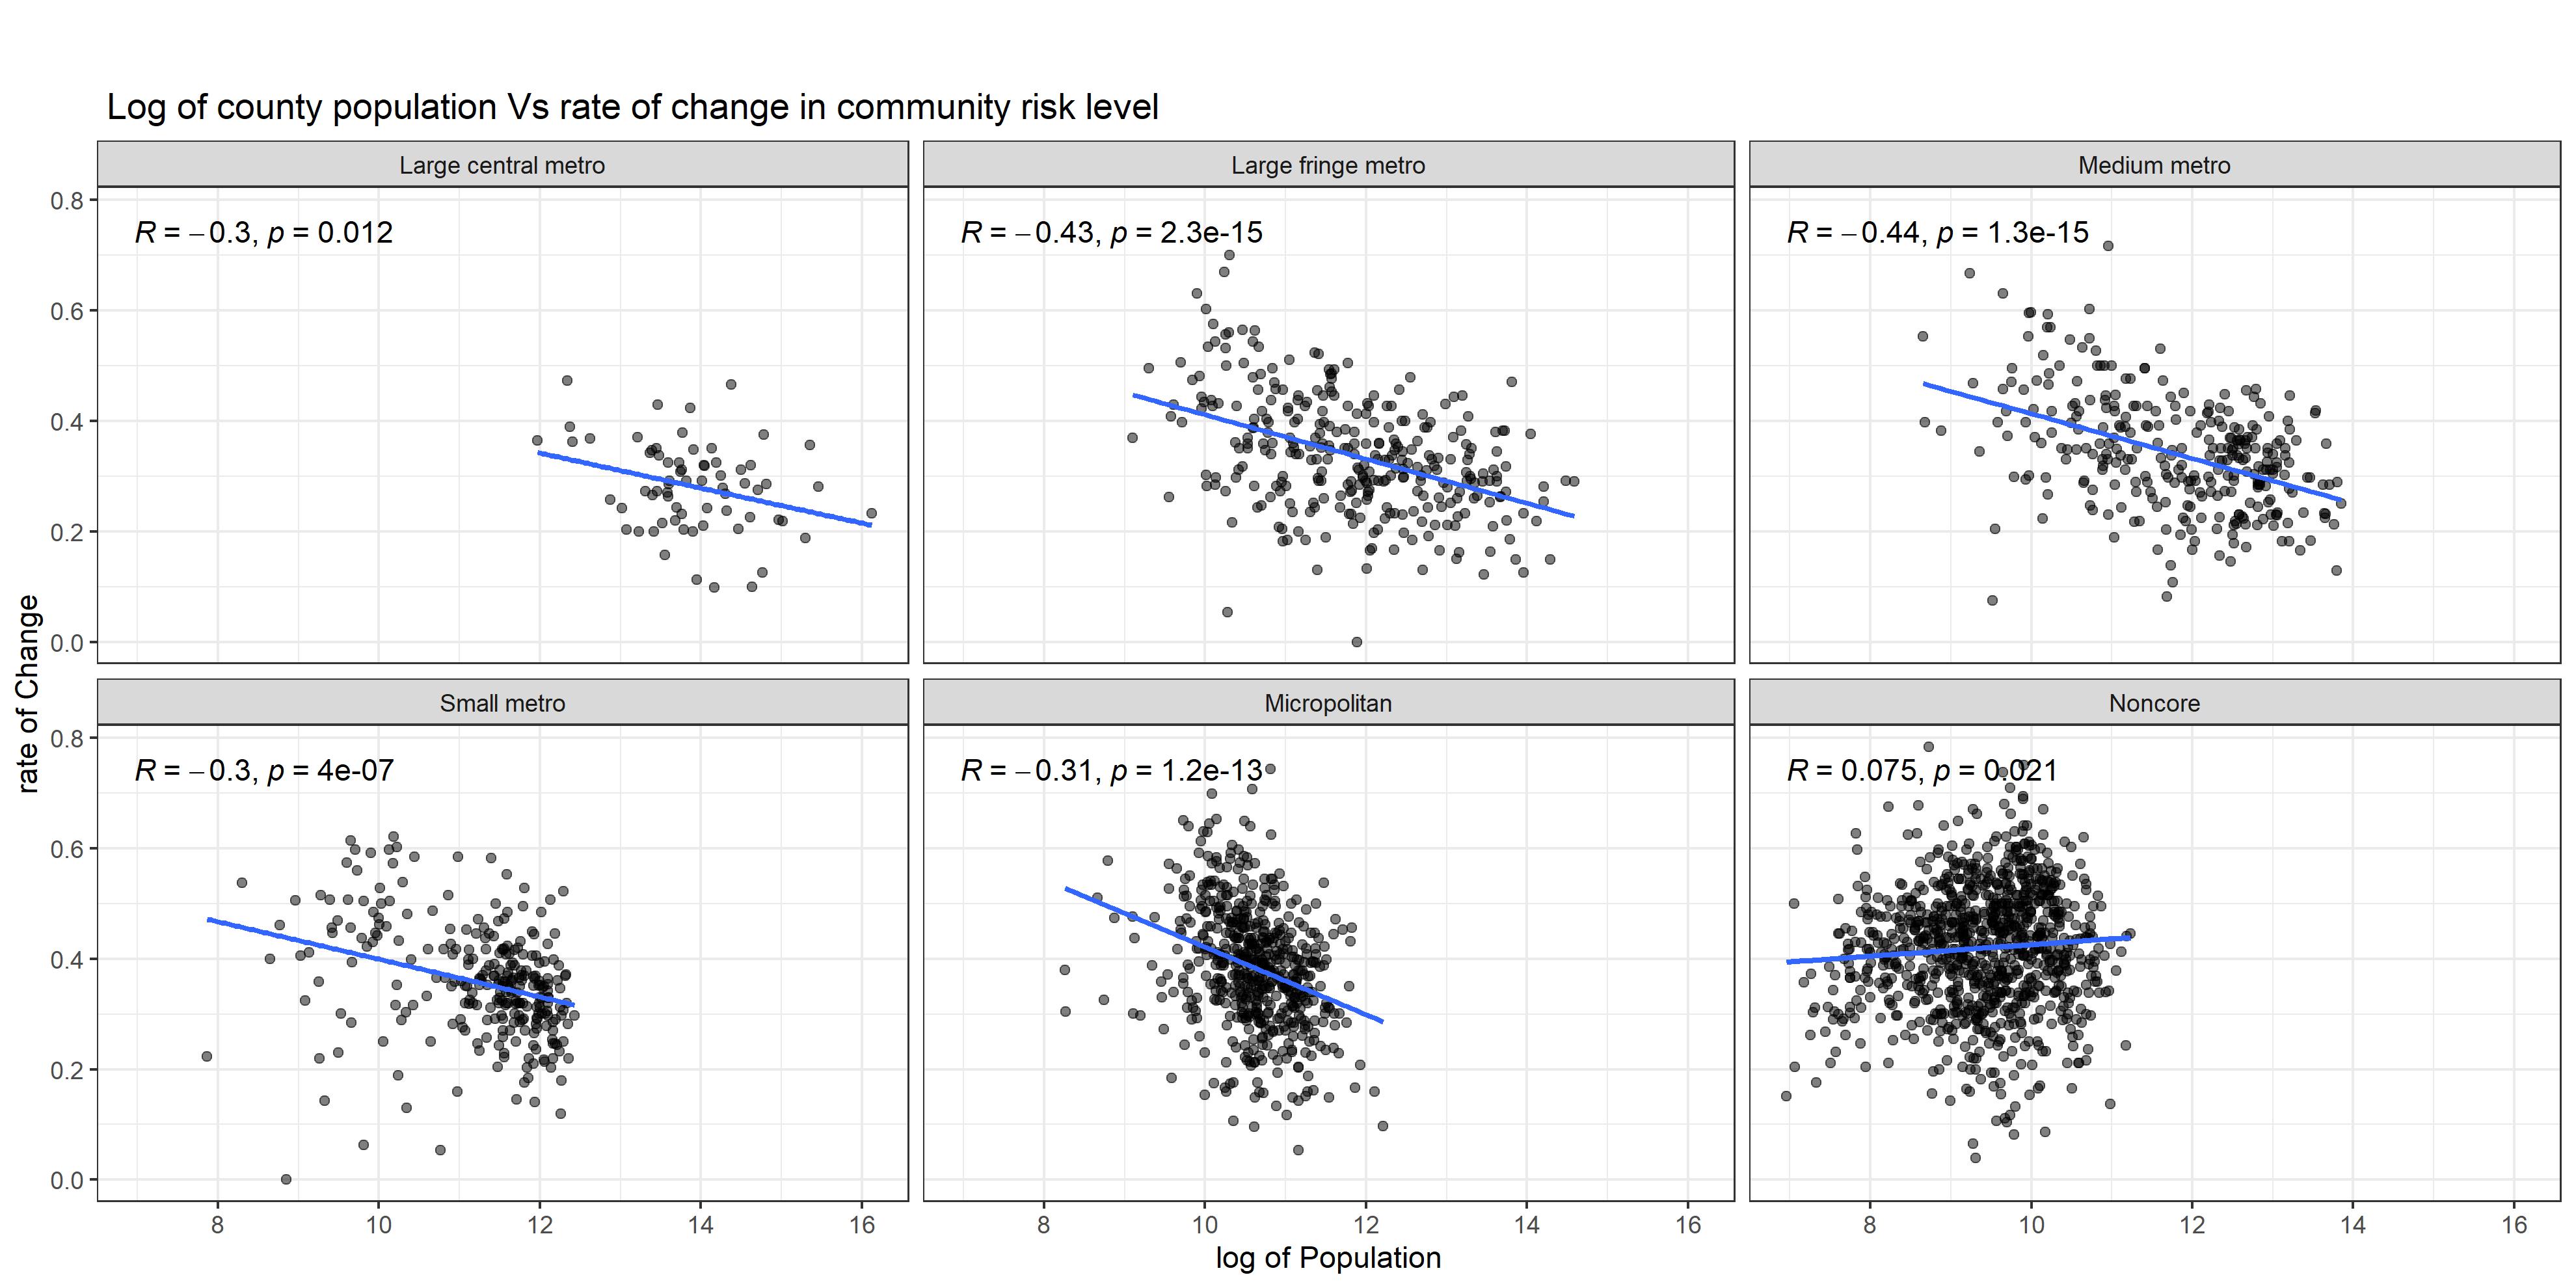 Log of county population Vs rate of change in community risk level
Large central metro
Large fringe metro
Medium metro
R = −0.3, p = 0.012
R = −0.43, p = 2.3e-15
R = −0.44, p = 1.3e-15
0.8
0.6
0.4
0.2
0.0
Small metro
Micropolitan
Noncore
R = −0.3, p = 4e-07
R = −0.31, p = 1.2e-13
R = 0.075, p = 0.021
0.8
0.6
0.4
0.2
0.0
rate of Change
8 10 12 14 16
8 10 12 14 16
8 10 12 14 16
log of Population